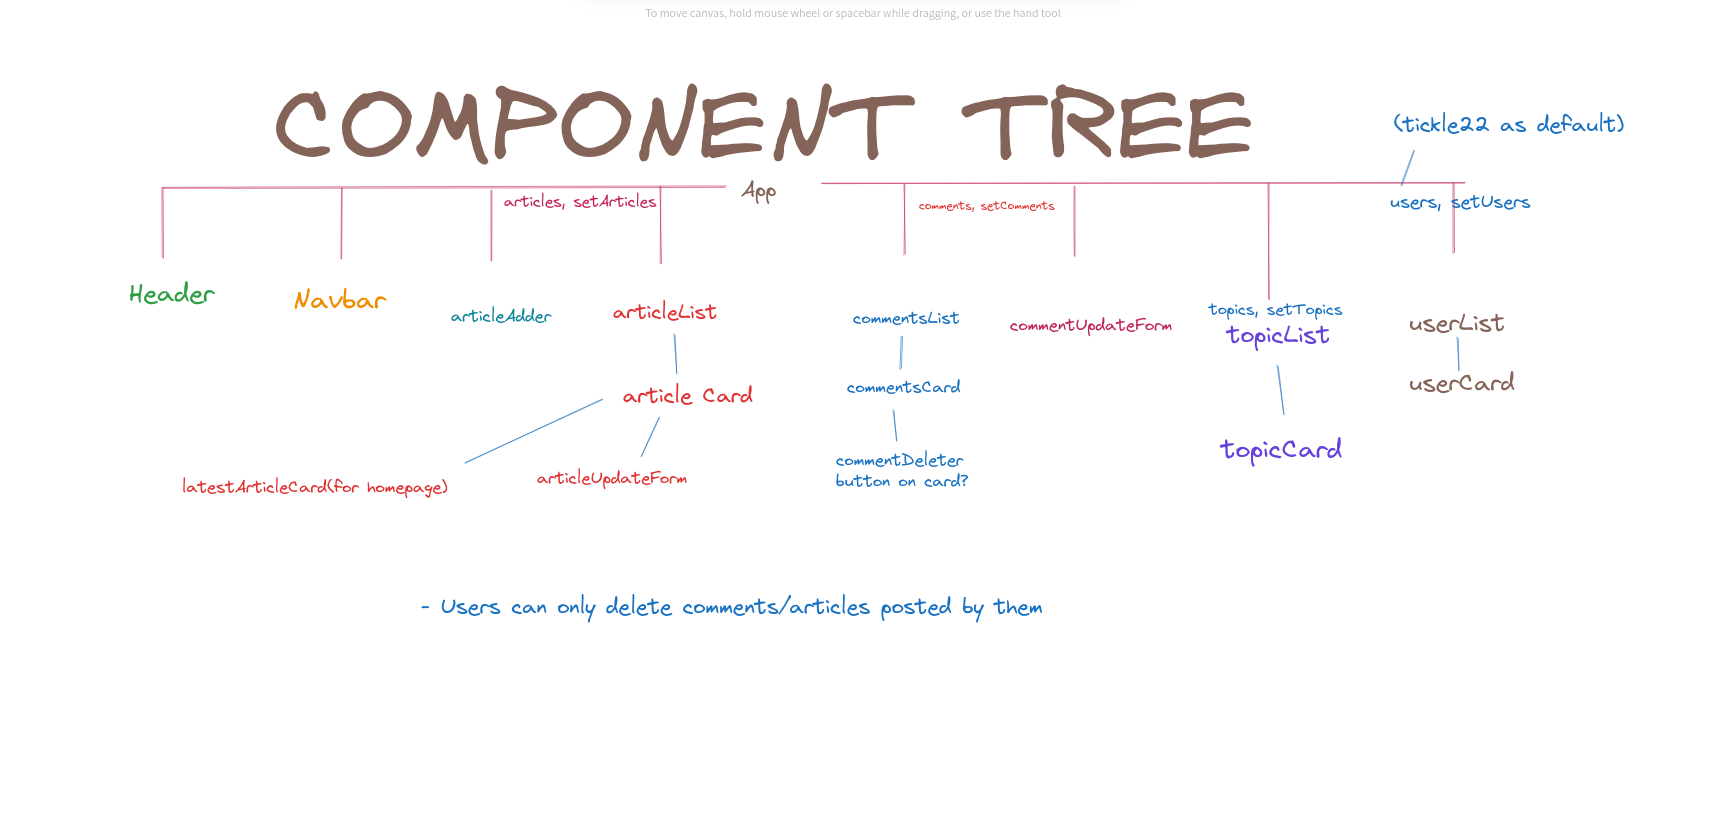 To move canvas, hold mouse wheel or spacebar while dragging, or use the hand tool
COMPONENT TREE
(tickle22 as default)
App
articles, setArticles
comments, setComments
users, setUsers
Header
Navbar
articleAdder
articleList
commentsList
commentUpdateForm
topics, setTopics
topicList
userList
article Card
commentsCard
userCard
latestArticleCard(for homepage)
articleUpdateForm
commentDeleter
button on card?
topicCard
- Users can only delete comments/articles posted by them